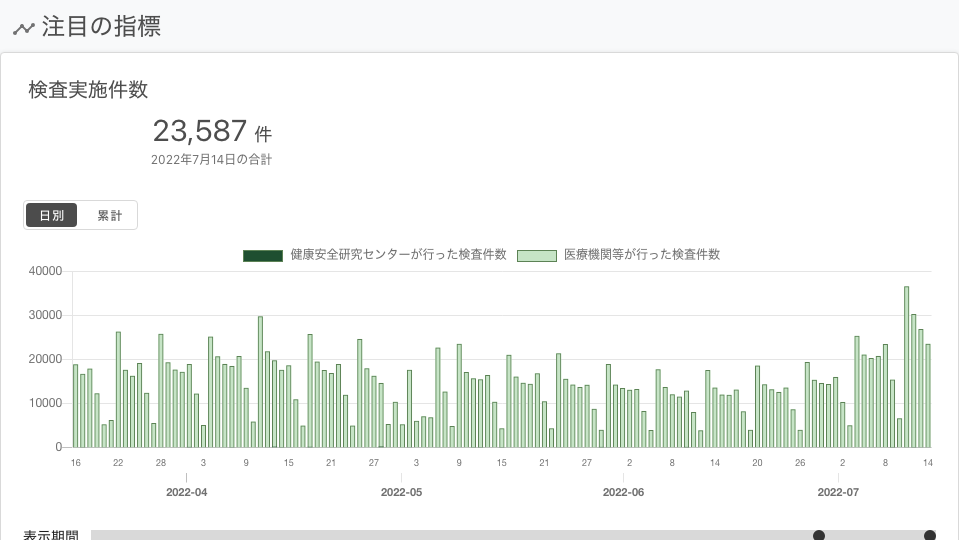 注目の指標
検査実施件数
23,587 件
2022年7月14日の合計
日別 累計
健康安全研究センターが行った検査件数 医療機関等が行った検査件数
40000
30000
20000
10000
0
16 22 28 3 9 15 21 27 3 9 15 21 27 2 8 14 20 26 2 8 14
2022-04 2022-05 2022-06 2022-07
表示期間